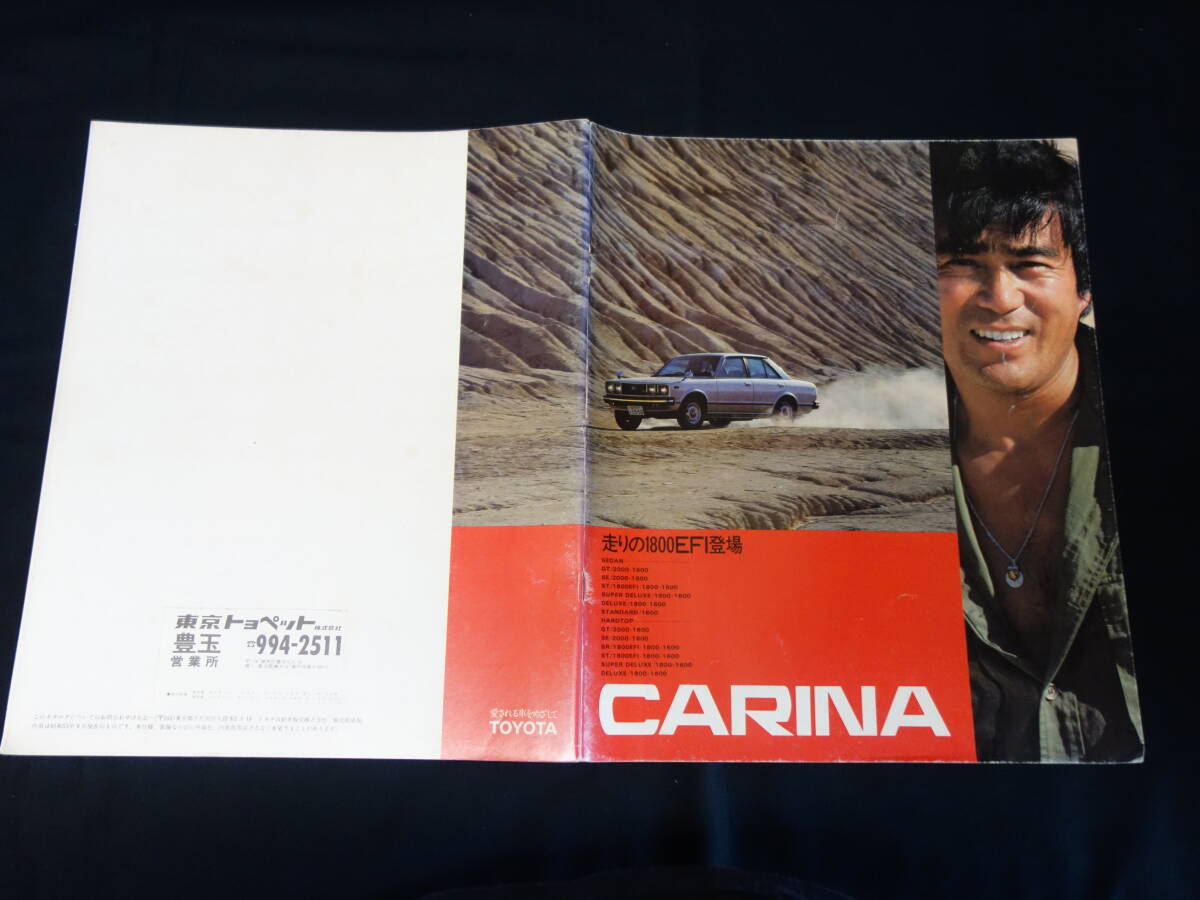 東京トヨペット株式会社
豊玉
営業所
☎994-2511
愛される車をめざして
TOYOTA
走りの1800EFI登場
SEDAN
GT/2000・1600
SE/2000・1800
ST/1800EFI・1800・1600
SUPER DELUXE/1800・1600
DELUXE/1800・1600
STANDARD/1600
HARDTOP
GT/2000・1600
SE/2000・1800
SR/1800EFI・1800・1600
ST/1800EFI・1800・1600
SUPER DELUXE/1800・1600
DELUXE/1800・1600
CARINA